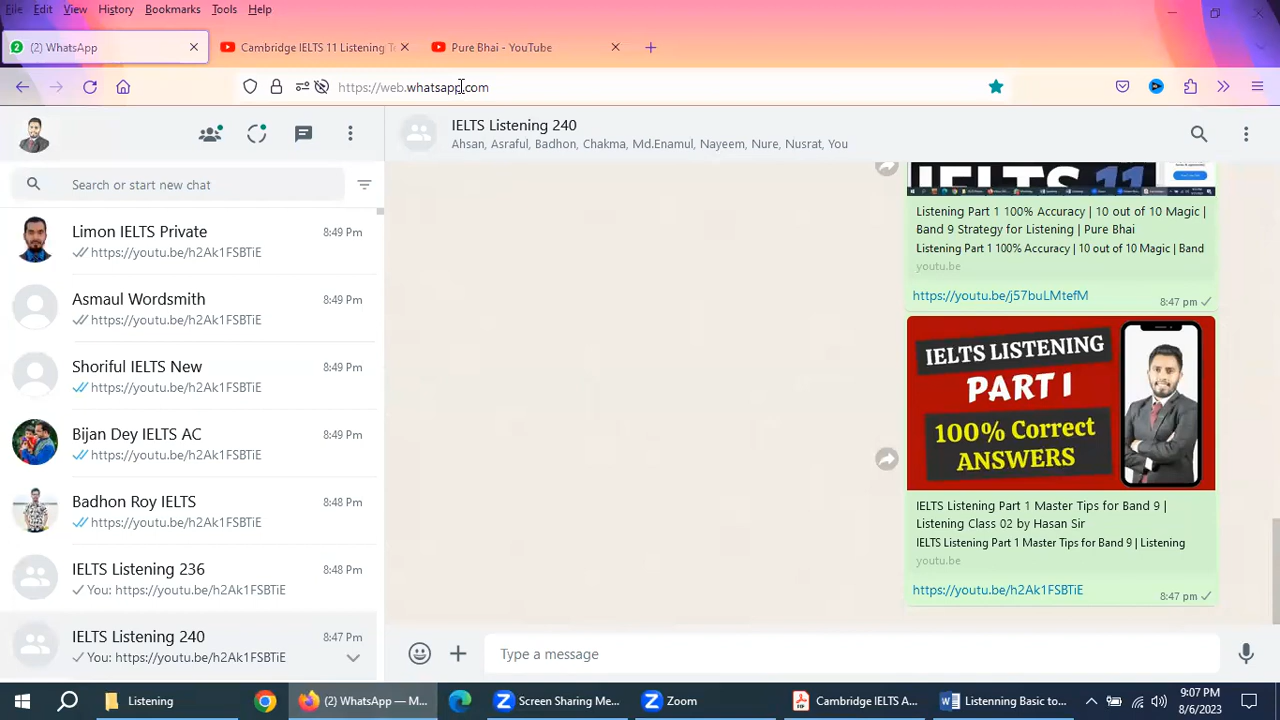 File Edit View History Bookmarks Tools Help
(2) WhatsApp
Cambridge IELTS 11 Listening T
Pure Bhai - YouTube
https://web.whatsapp.com
IELTS Listening 240
Ahsan, Asraful, Badhon, Chakma, Md.Enamul, Nayeem, Nure, Nusrat, You
Search or start new chat
Limon IELTS Private 8:49 Pm
https://youtu.be/h2Ak1FSBTiE
Asmaul Wordsmith 8:49 Pm
https://youtu.be/h2Ak1FSBTiE
Shoriful IELTS New 8:49 Pm
https://youtu.be/h2Ak1FSBTiE
Bijan Dey IELTS AC 8:49 Pm
https://youtu.be/h2Ak1FSBTiE
Badhon Roy IELTS 8:48 Pm
https://youtu.be/h2Ak1FSBTiE
IELTS Listening 236 8:48 Pm
You: https://youtu.be/h2Ak1FSBTiE
IELTS Listening 240 8:47 Pm
You: https://youtu.be/h2Ak1FSBTiE
IELTS 11
Listening Part 1 100% Accuracy | 10 out of 10 Magic |
Band 9 Strategy for Listening | Pure Bhai
Listening Part 1 100% Accuracy | 10 out of 10 Magic | Band
youtu.be
https://youtu.be/j57buLMtefM
8:47 pm
IELTS LISTENING
PART 1
100% Correct
ANSWERS
IELTS Listening Part 1 Master Tips for Band 9 |
Listening Class 02 by Hasan Sir
IELTS Listening Part 1 Master Tips for Band 9 | Listening
youtu.be
https://youtu.be/h2Ak1FSBTiE
8:47 pm
Type a message
Listening
(2) WhatsApp — M...
Screen Sharing Me...
Zoom
Cambridge IELTS A...
Listenning Basic to...
9:07 PM
8/6/2023